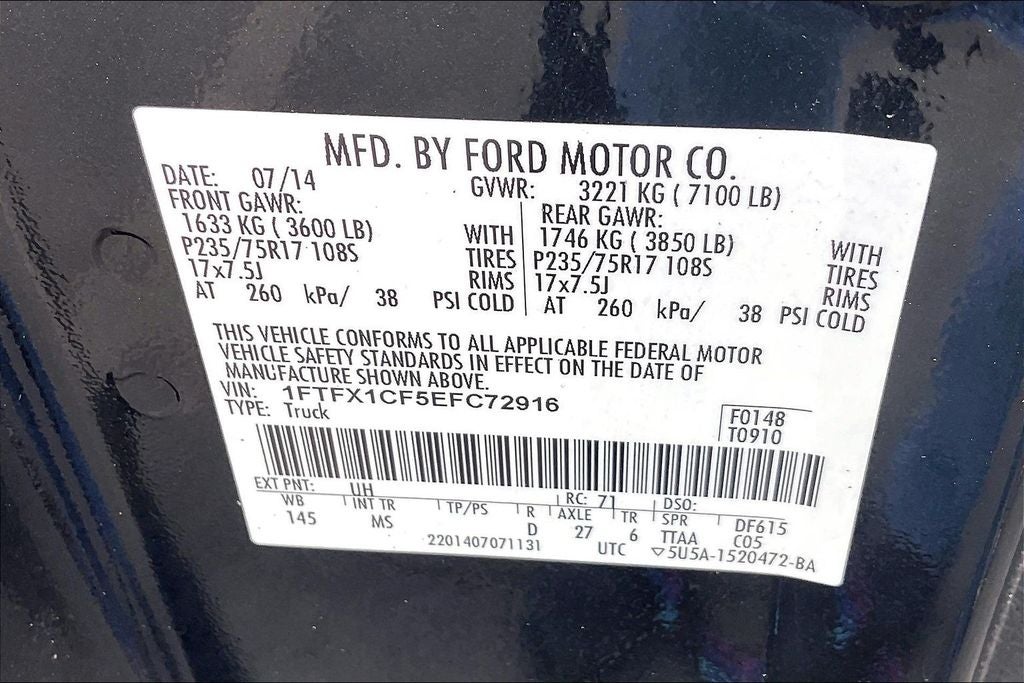 MFD. BY FORD MOTOR CO.
DATE: 07/14 GVWR: 3221 KG ( 7100 LB)
FRONT GAWR: REAR GAWR:
1633 KG ( 3600 LB) WITH 1746 KG ( 3850 LB) WITH
P235/75R17 108S TIRES P235/75R17 108S TIRES
17x7.5J RIMS 17x7.5J RIMS
AT 260 kPa/ 38 PSI COLD AT 260 kPa/ 38 PSI COLD
THIS VEHICLE CONFORMS TO ALL APPLICABLE FEDERAL MOTOR
VEHICLE SAFETY STANDARDS IN EFFECT ON THE DATE OF
MANUFACTURE SHOWN ABOVE.
VIN: 1FTFX1CF5EFC72916
TYPE: Truck
F0148
T0910
EXT PNT: UH RC: 71 DSO:
WB INT TR TP/PS R AXLE TR SPR DF615
145 MS D 27 6 TTAA C05
2201407071131 UTC ▽5U5A-1520472-BA